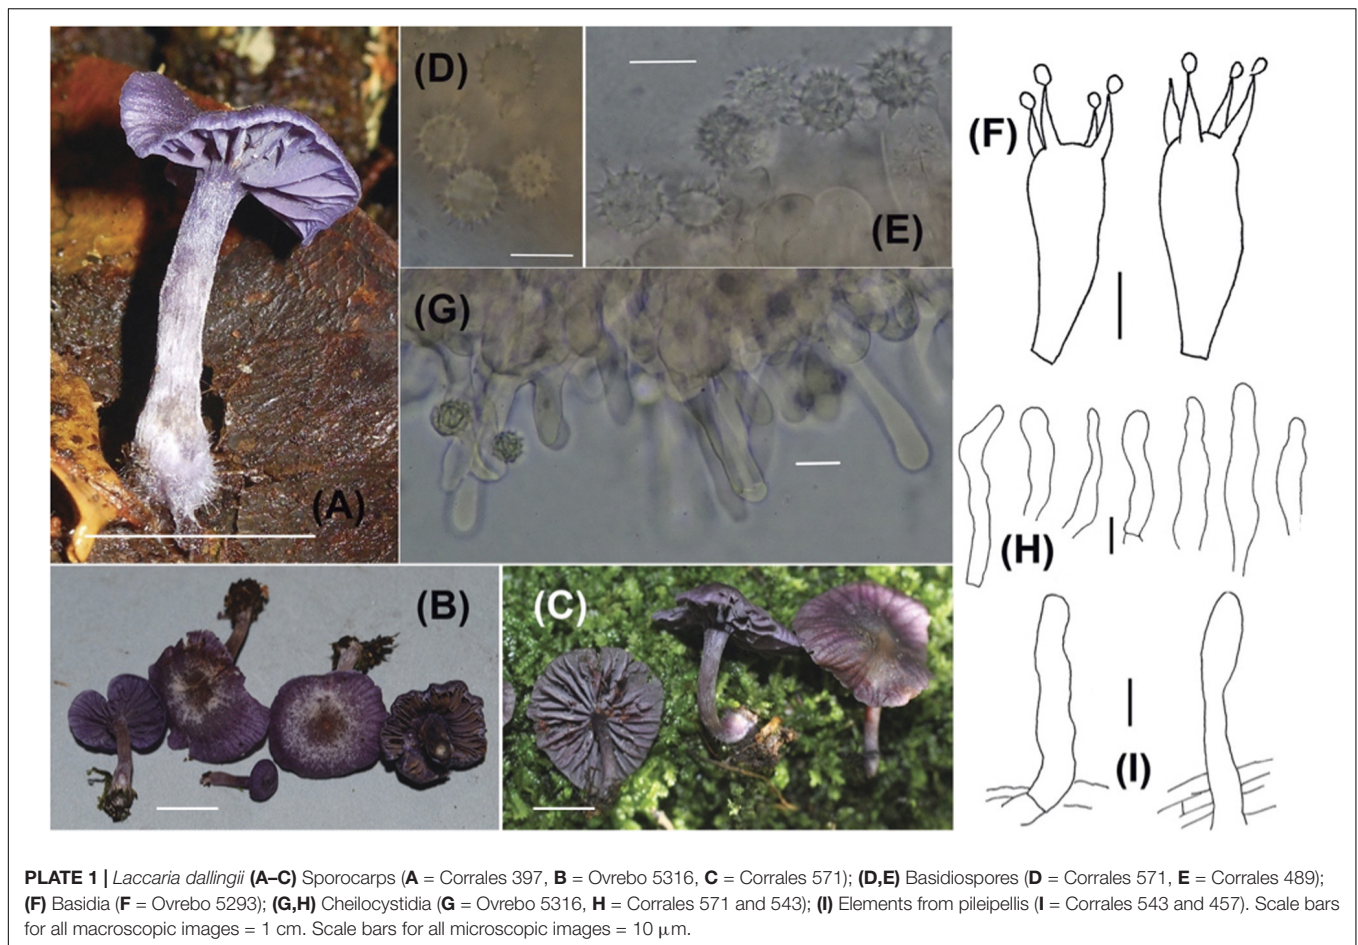 (A)
(D)
(E)
(F)
(G)
(H)
(B)
(C)
(I)
PLATE 1 | Laccaria dallingii (A–C) Sporocarps (A = Corrales 397, B = Ovrebo 5316, C = Corrales 571); (D,E) Basidiospores (D = Corrales 571, E = Corrales 489);
(F) Basidia (F = Ovrebo 5293); (G,H) Cheilocystidia (G = Ovrebo 5316, H = Corrales 571 and 543); (I) Elements from pileipellis (I = Corrales 543 and 457). Scale bars
for all macroscopic images = 1 cm. Scale bars for all microscopic images = 10 μm.